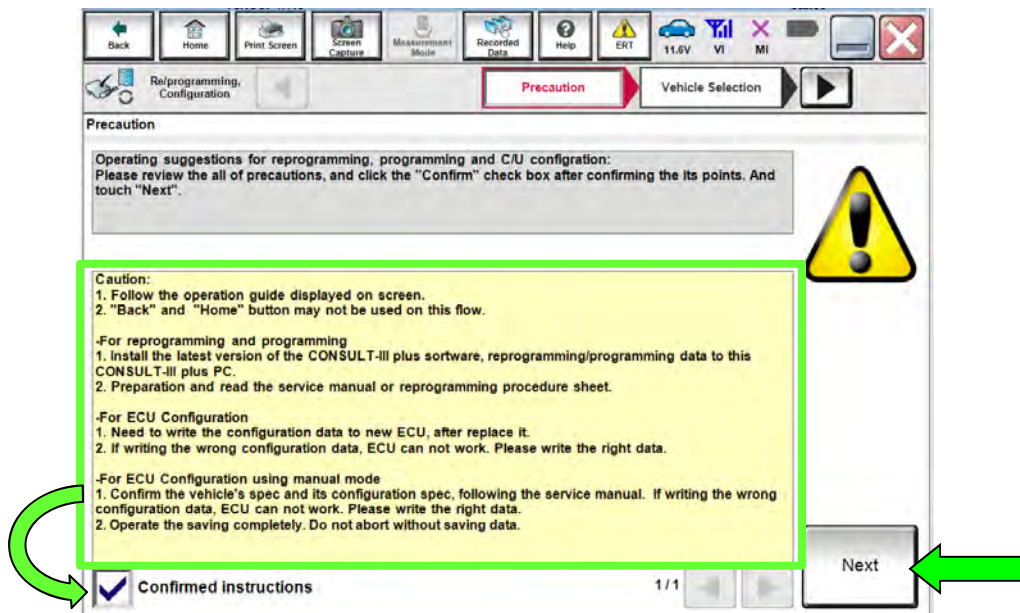 Back
Home
Print Screen
Screen
Capture
Measurement
Mode
Recorded
Data
Help
ERT
11.6V
VI
MI
Re/programming,
Configuration
Precaution
Vehicle Selection
Precaution
Operating suggestions for reprogramming, programming and C/U configration:
Please review the all of precautions, and click the "Confirm" check box after confirming the its points. And
touch "Next".
Caution:
1. Follow the operation guide displayed on screen.
2. "Back" and "Home" button may not be used on this flow.
-For reprogramming and programming
1. Install the latest version of the CONSULT-III plus sortware, reprogramming/programming data to this
CONSULT-III plus PC.
2. Preparation and read the service manual or reprogramming procedure sheet.
-For ECU Configuration
1. Need to write the configuration data to new ECU, after replace it.
2. If writing the wrong configuration data, ECU can not work. Please write the right data.
-For ECU Configuration using manual mode
1. Confirm the vehicle's spec and its configuration spec, following the service manual. If writing the wrong
configuration data, ECU can not work. Please write the right data.
2. Operate the saving completely. Do not abort without saving data.
Confirmed instructions
1/1
Next